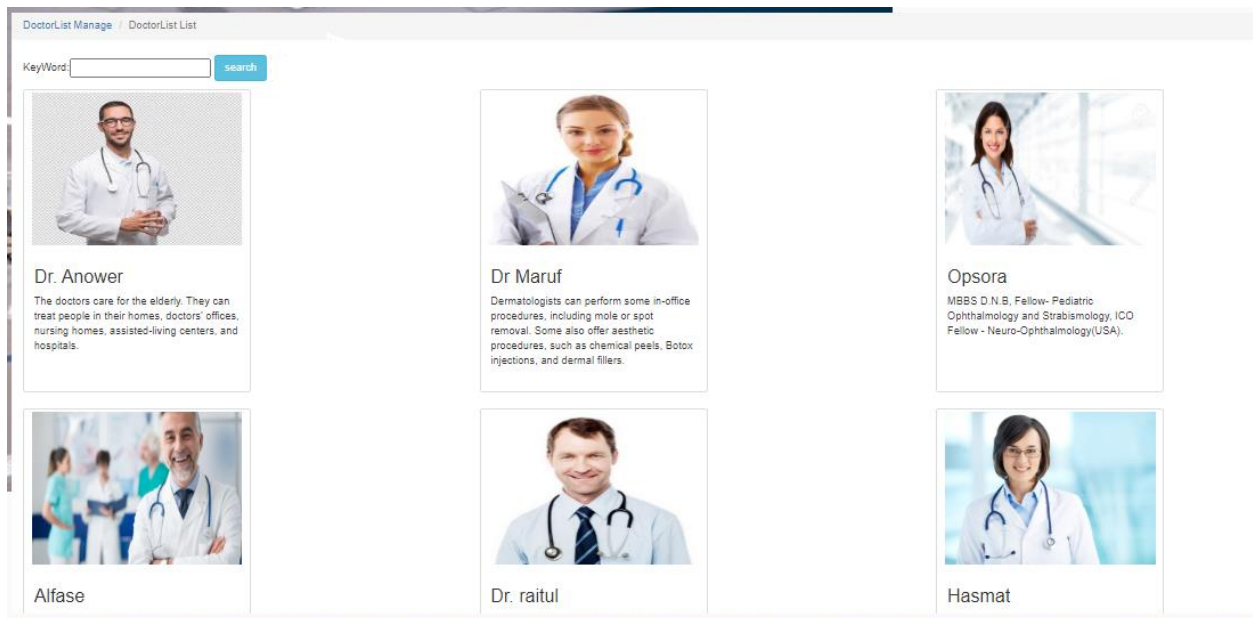 DoctorList Manage / DoctorList List
KeyWord: search
Dr. Anower
The doctors care for the elderly. They can
treat people in their homes, doctors' offices,
nursing homes, assisted-living centers, and
hospitals.
Dr Maruf
Dermatologists can perform some in-office
procedures, including mole or spot
removal. Some also offer aesthetic
procedures, such as chemical peels, Botox
injections, and dermal fillers.
Opsora
MBBS D.N.B, Fellow- Pediatric
Ophthalmology and Strabismology, ICO
Fellow - Neuro-Ophthalmology(USA).
Alfase
Dr. raitul
Hasmat